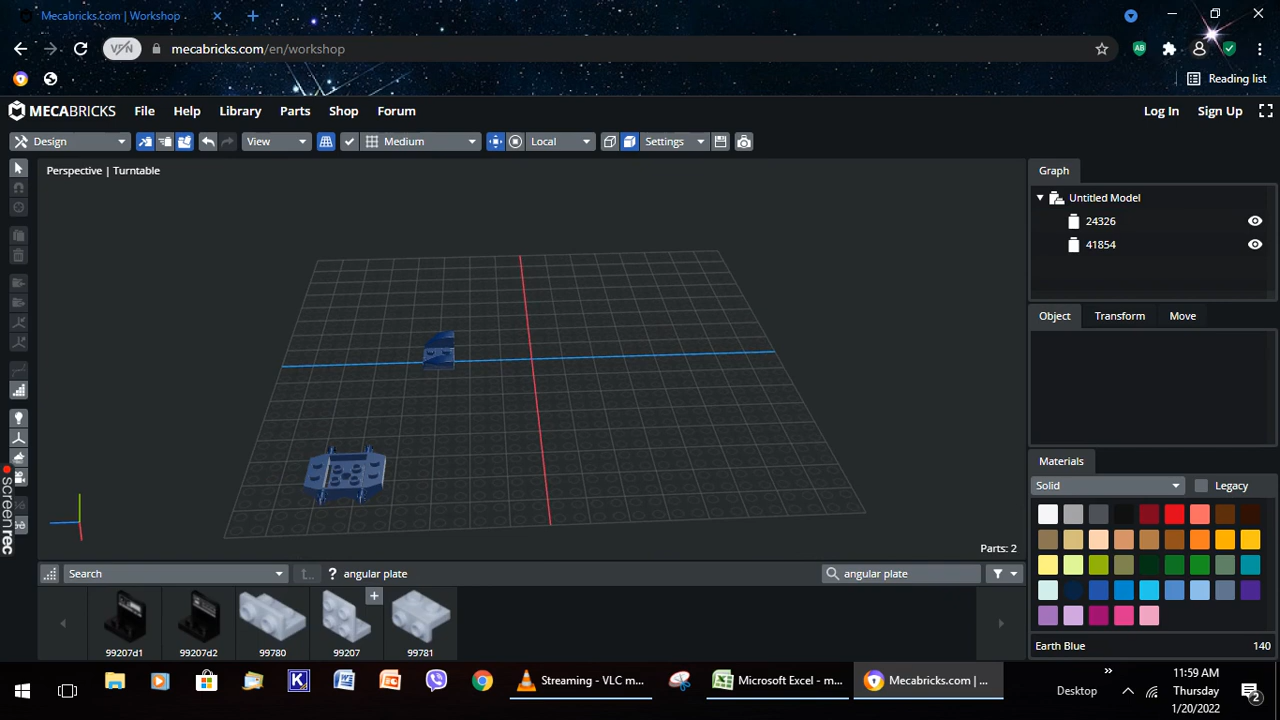 Mecabricks.com | Workshop
VPN mecabricks.com/en/workshop AB
Reading list
MECABRICKS File Help Library Parts Shop Forum Log In Sign Up
Design View Medium Local Settings
Perspective | Turntable
Graph
Untitled Model
24326
41854
Object Transform Move
Materials
Solid Legacy
Earth Blue 140
Parts: 2
Search ? angular plate angular plate
99207d1 99207d2 99780 99207 99781
screenrec
Streaming - VLC m... Microsoft Excel - m... Mecabricks.com | ... Desktop
11:59 AM
Thursday
1/20/2022
2